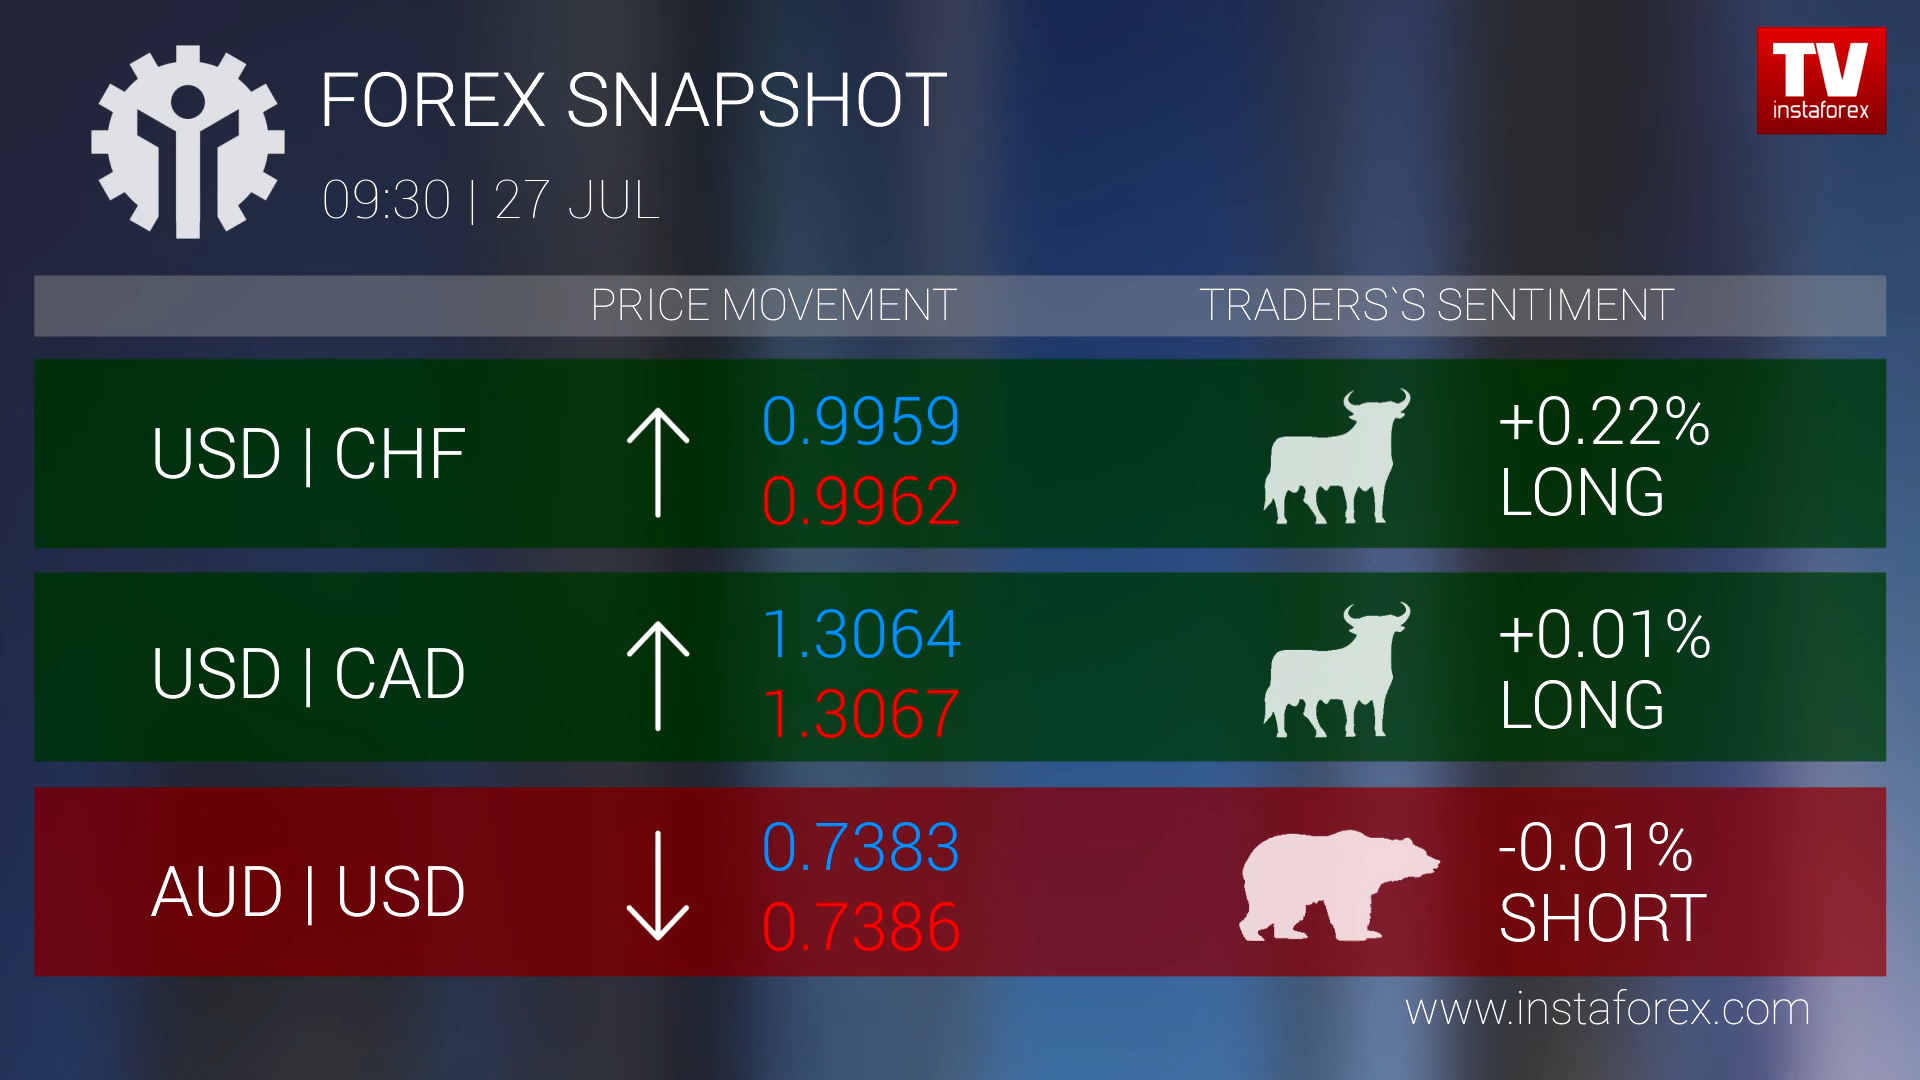 FOREX SNAPSHOT
09:30 | 27 JUL
TV
instaforex
PRICE MOVEMENT
TRADERS`S SENTIMENT
USD | CHF
0.9959
0.9962
+0.22%
LONG
USD | CAD
1.3064
1.3067
+0.01%
LONG
AUD | USD
0.7383
0.7386
-0.01%
SHORT
www.instaforex.com